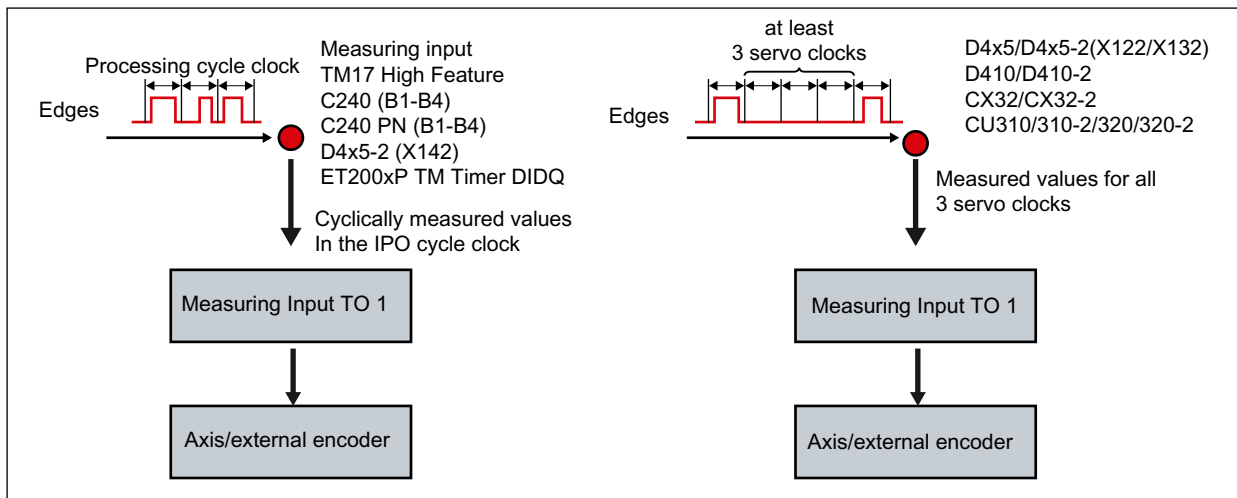 Processing cycle clock
Edges
Measuring input
TM17 High Feature
C240 (B1-B4)
C240 PN (B1-B4)
D4x5-2 (X142)
ET200xP TM Timer DIDQ
Cyclically measured values
In the IPO cycle clock
Measuring Input TO 1
Axis/external encoder
at least
3 servo clocks
Edges
D4x5/D4x5-2(X122/X132)
D410/D410-2
CX32/CX32-2
CU310/310-2/320/320-2
Measured values for all
3 servo clocks
Measuring Input TO 1
Axis/external encoder